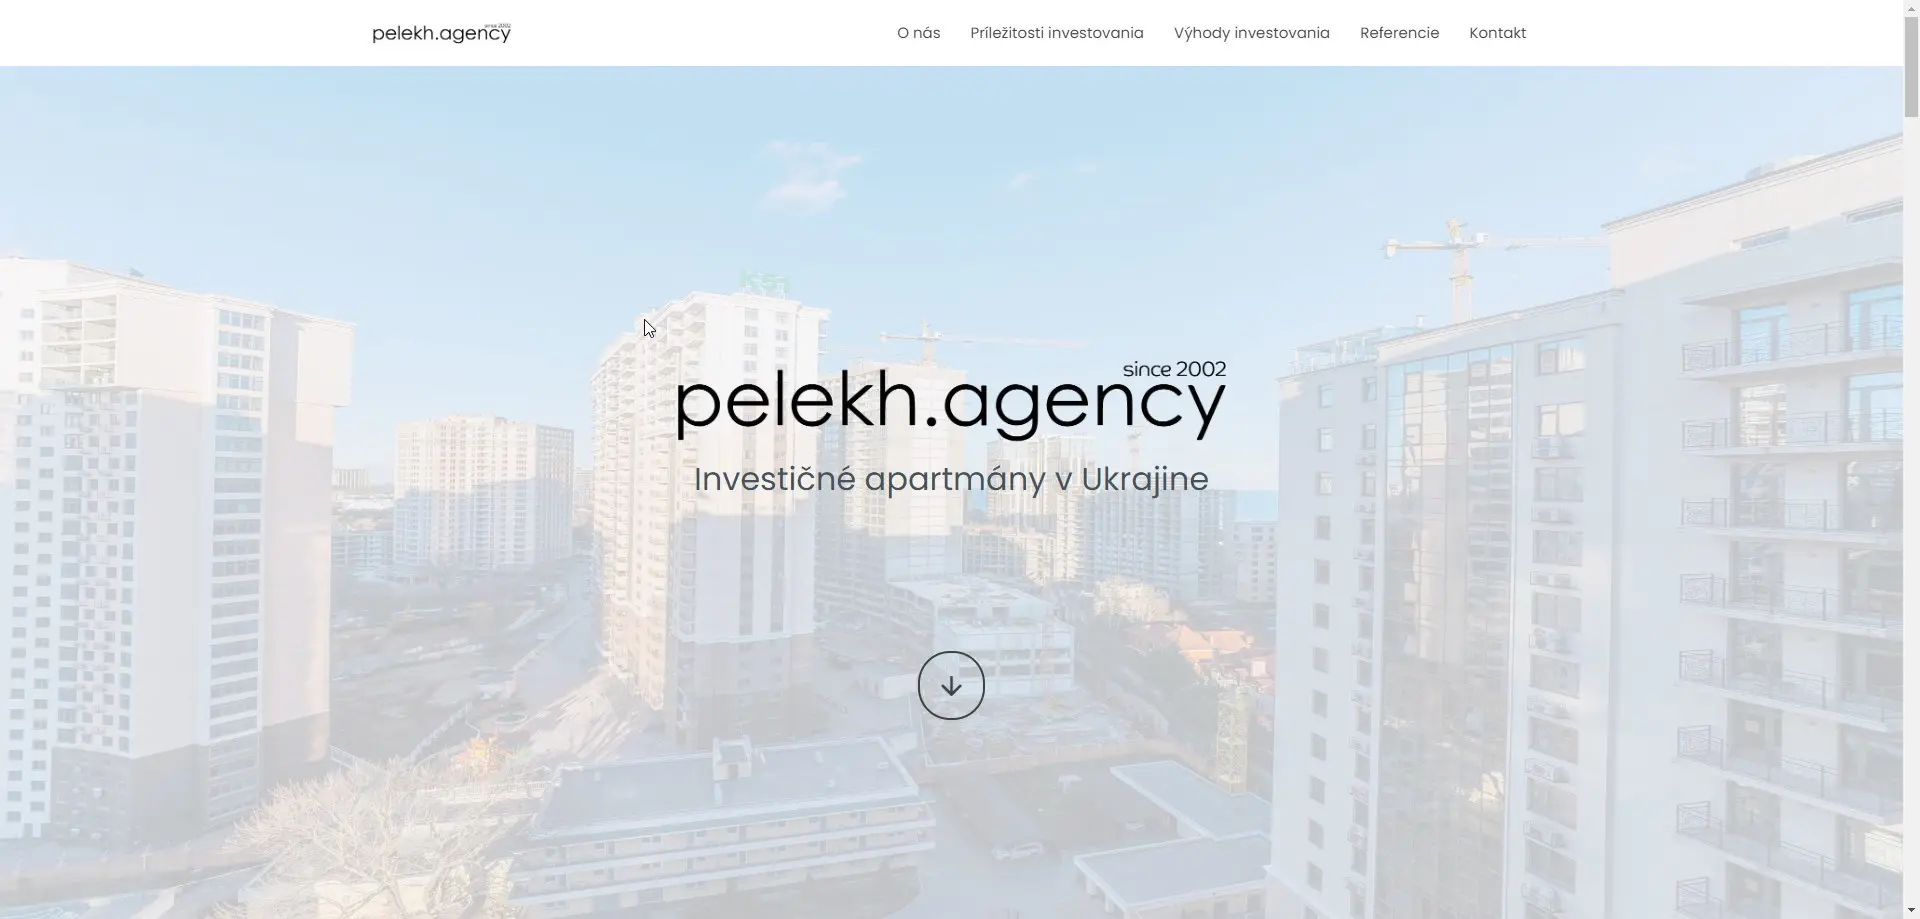 since 2002
pelekh.agency
O nás
Príležitosti investovania
Výhody investovania
Referencie
Kontakt
since 2002
pelekh.agency
Investičné apartmány v Ukrajine